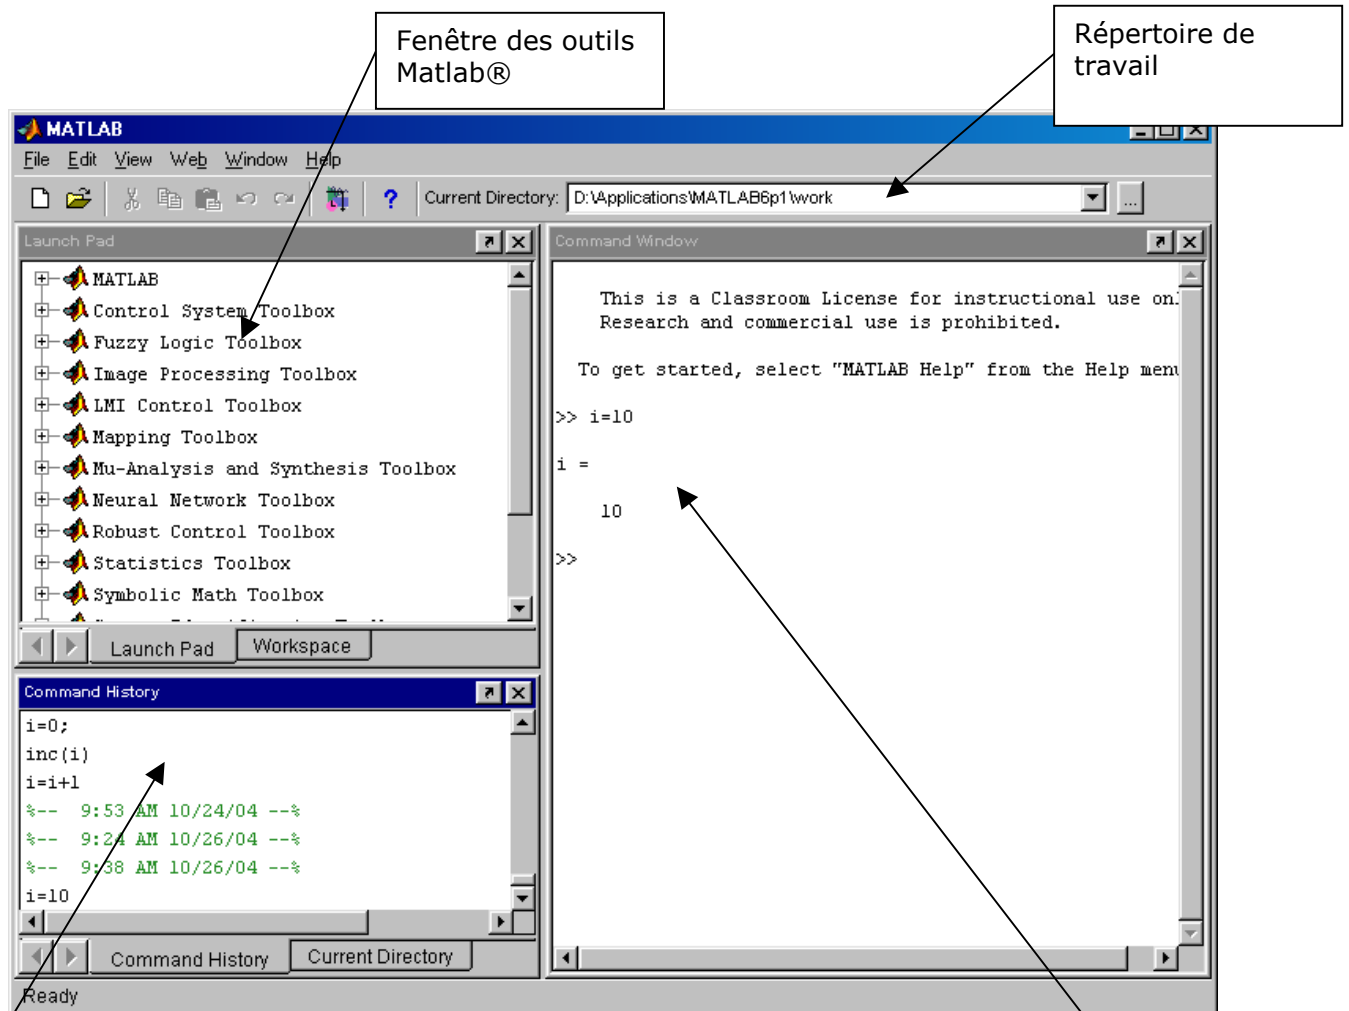 Fenêtre des outils
Matlab®
Répertoire de
travail
MATLAB
File Edit View Web Window Help
Current Directory: D:\Applications\MATLAB6p1\work
...
Launch Pad
MATLAB
Control System Toolbox
Fuzzy Logic Toolbox
Image Processing Toolbox
LMI Control Toolbox
Mapping Toolbox
Mu-Analysis and Synthesis Toolbox
Neural Network Toolbox
Robust Control Toolbox
Statistics Toolbox
Symbolic Math Toolbox
Launch Pad Workspace
Command Window
This is a Classroom License for instructional use onl
Research and commercial use is prohibited.
To get started, select "MATLAB Help" from the Help menu
>> i=10
i =
10
>>
Command History
i=0;
inc(i)
i=i+1
%-- 9:53 AM 10/24/04 --%
%-- 9:24 AM 10/26/04 --%
%-- 9:38 AM 10/26/04 --%
i=10
Command History Current Directory
Ready